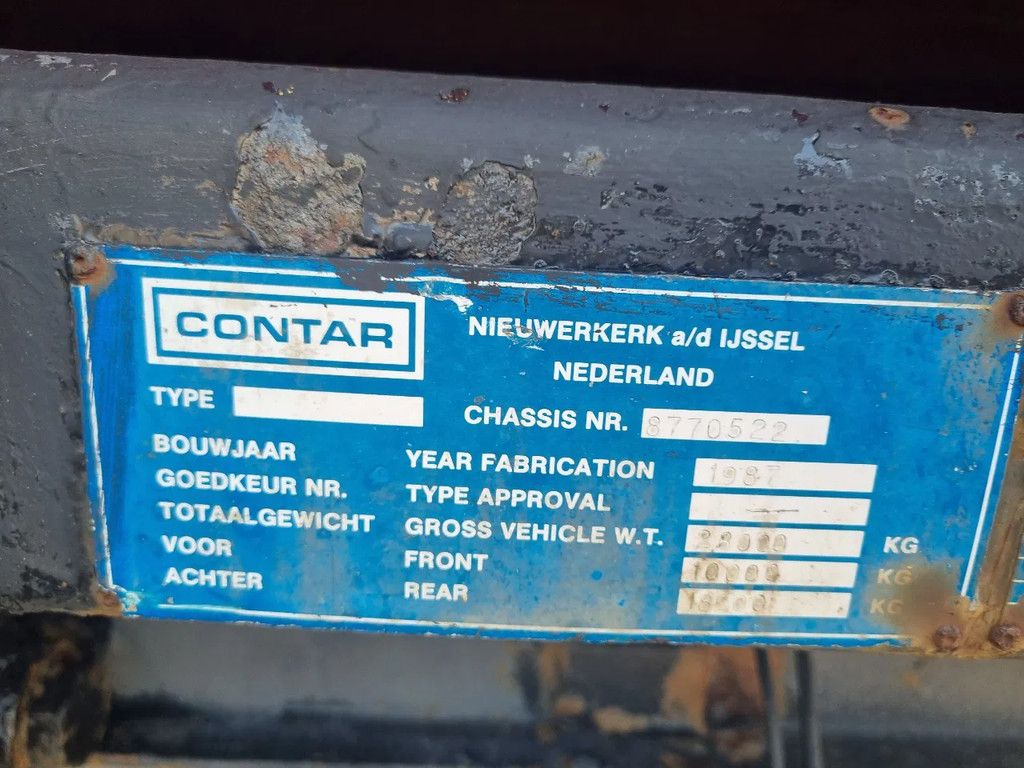 CONTAR
NIEUWERKERK a/d IJSSEL
NEDERLAND
TYPE
CHASSIS NR. 8770522
BOUWJAAR YEAR FABRICATION 1987
GOEDKEUR NR. TYPE APPROVAL —
TOTAALGEWICHT GROSS VEHICLE W.T. KG
VOOR FRONT 10000 KG
ACHTER REAR KG